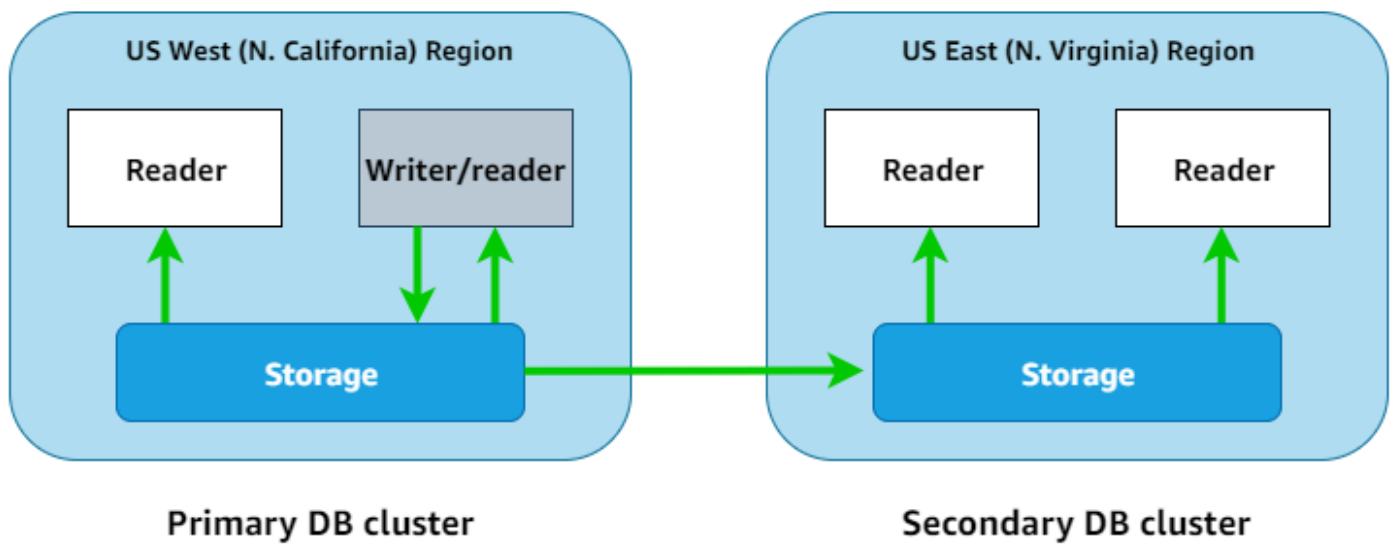 US West (N. California) Region
US East (N. Virginia) Region
Reader
Writer/reader
Reader
Reader
Storage
Storage
Primary DB cluster
Secondary DB cluster